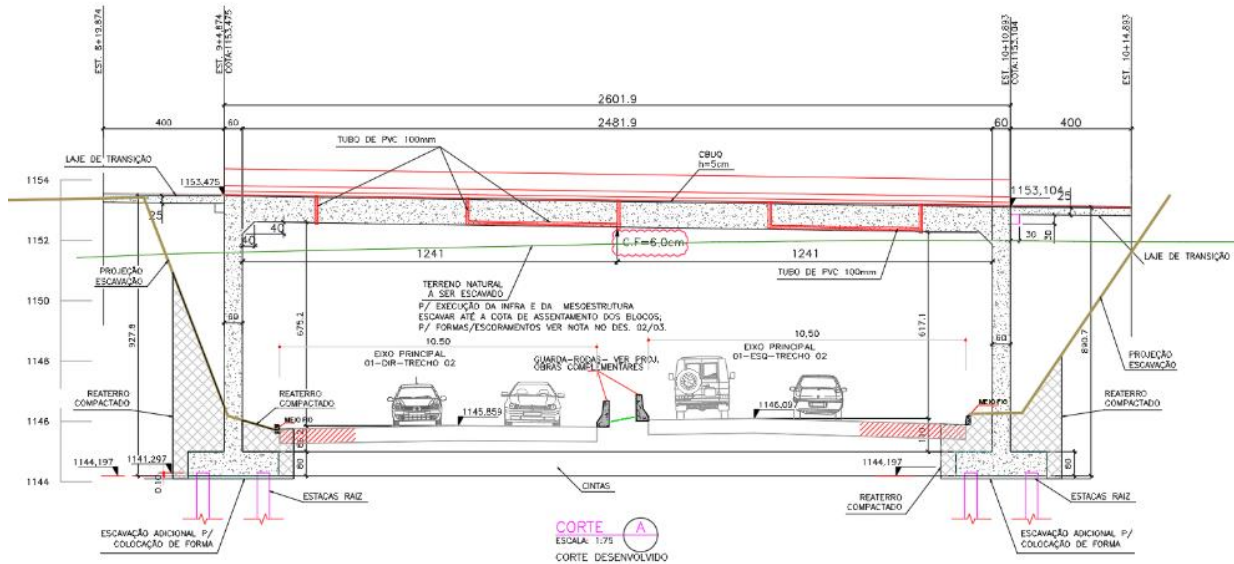 EST. 8+19,874
EST. 9+4,874
COTA:1153,475
EST. 10+10,893
COTA:1153,104
EST. 10+14,893
2601.9
400
60
2481.9
60
400
TUBO DE PVC 100mm
CBUQ
h=5cm
LAJE DE TRANSIÇÃO
1154
1153,475
1153,104
25
25
40
40
30
30
1152
C.F=6,0cm
1241
1241
LAJE DE TRANSIÇÃO
TUBO DE PVC 100mm
PROJEÇÃO
ESCAVAÇÃO
TERRENO NATURAL
A SER ESCAVADO
1150
P/ EXECUÇÃO DA INFRA E DA MESOESTRUTURA
ESCAVAR ATÉ A COTA DE ASSENTAMENTO DOS BLOCOS;
P/ FORMAS/ESCORAMENTOS VER NOTA NO DES. 02/03.
927.8
60
675.2
617.1
60
890.7
1148
10.50
10,50
EIXO PRINCIPAL
01-DIR-TRECHO 02
GUARDA-RODAS- VER PROJ.
OBRAS COMPLEMENTARES
EIXO PRINCIPAL
01-ESQ-TRECHO 02
PROJEÇÃO
ESCAVAÇÃO
REATERRO
COMPACTADO
REATERRO
COMPACTADO
REATERRO
COMPACTADO
1146
MEIO FIO
1145,859
1146,097
MEIO FIO
1144,197
1141,297
80
1144,197
80
1144
0.10
CINTAS
ESTACAS RAIZ
REATERRO
COMPACTADO
ESTACAS RAIZ
ESCAVAÇÃO ADICIONAL P/
COLOCAÇÃO DE FORMA
CORTE A
ESCALA: 1:75
CORTE DESENVOLVIDO
ESCAVAÇÃO ADICIONAL P/
COLOCAÇÃO DE FORMA